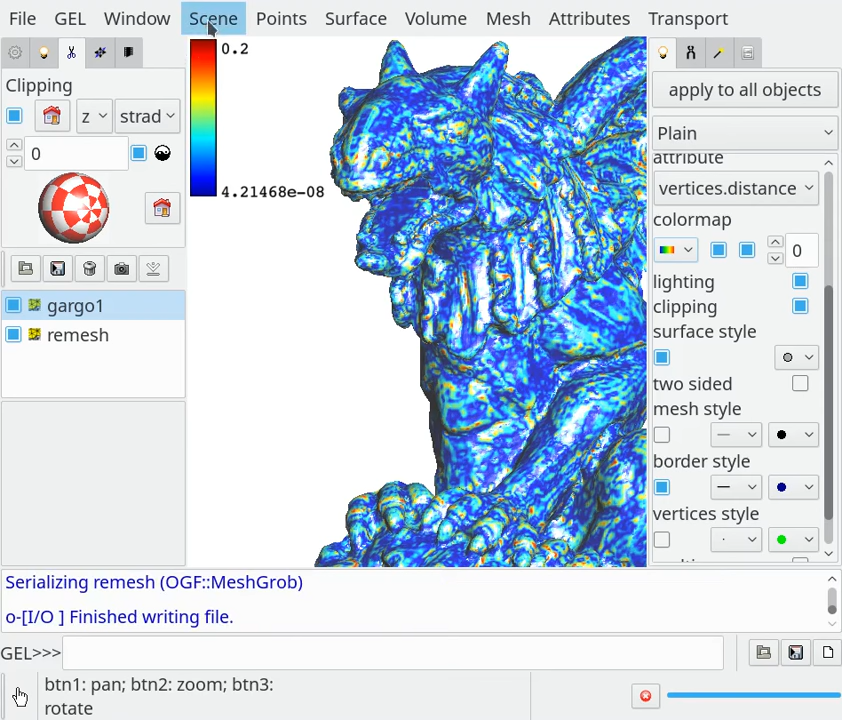 File GEL Window Scene Points Surface Volume Mesh Attributes Transport
Clipping
z strad
0
0.2
4.21468e-08
gargo1
remesh
apply to all objects
Plain
attribute
vertices.distance
colormap
0
lighting
clipping
surface style
two sided
mesh style
border style
vertices style
Serializing remesh (OGF::MeshGrob)
o-[I/O ] Finished writing file.
GEL>>>
btn1: pan; btn2: zoom; btn3:
rotate